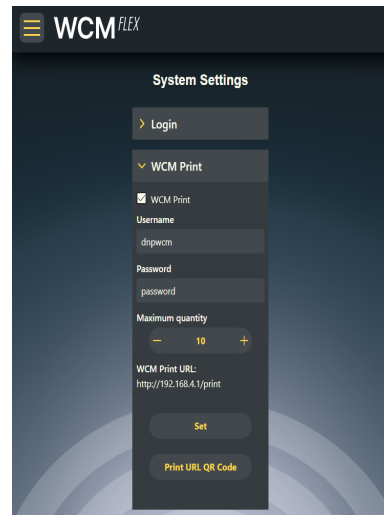 WCM FLEX
System Settings
Login
WCM Print
WCM Print
Username
dnpwcm
Password
password
Maximum quantity
− 10 +
WCM Print URL:
http://192.168.4.1/print
Set
Print URL QR Code